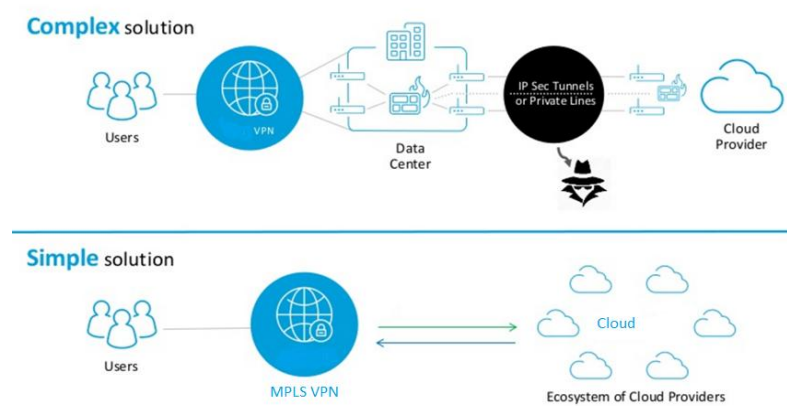 Complex solution
Users
VPN
Data
Center
IP Sec Tunnels
or Private Lines
Cloud
Provider
Simple solution
Users
MPLS VPN
Cloud
Ecosystem of Cloud Providers